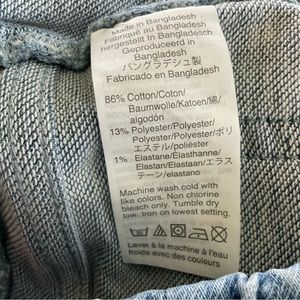 Made in Bangladesh
Fabriqué au Bangladesh
hergestellt in Bangladesch
Geproduceerd in
Bangladesh
バングラデシュ製
Fabricado en Bangladesh
86% Cotton/Coton/
Baumwolle/Katoen/綿/
algodón
13% Polyester/Polyester/
Polyester/Polyester/ポリ
エステル/poliéster
1% Elastane/Élasthanne/
Elastan/Elastaan/エラス
テーン/elastano
Machine wash cold with
like colors. Non chlorine
bleach only. Tumble dry
low. Iron on lowest setting.
Laver à la machine à l'eau
froide avec des couleurs